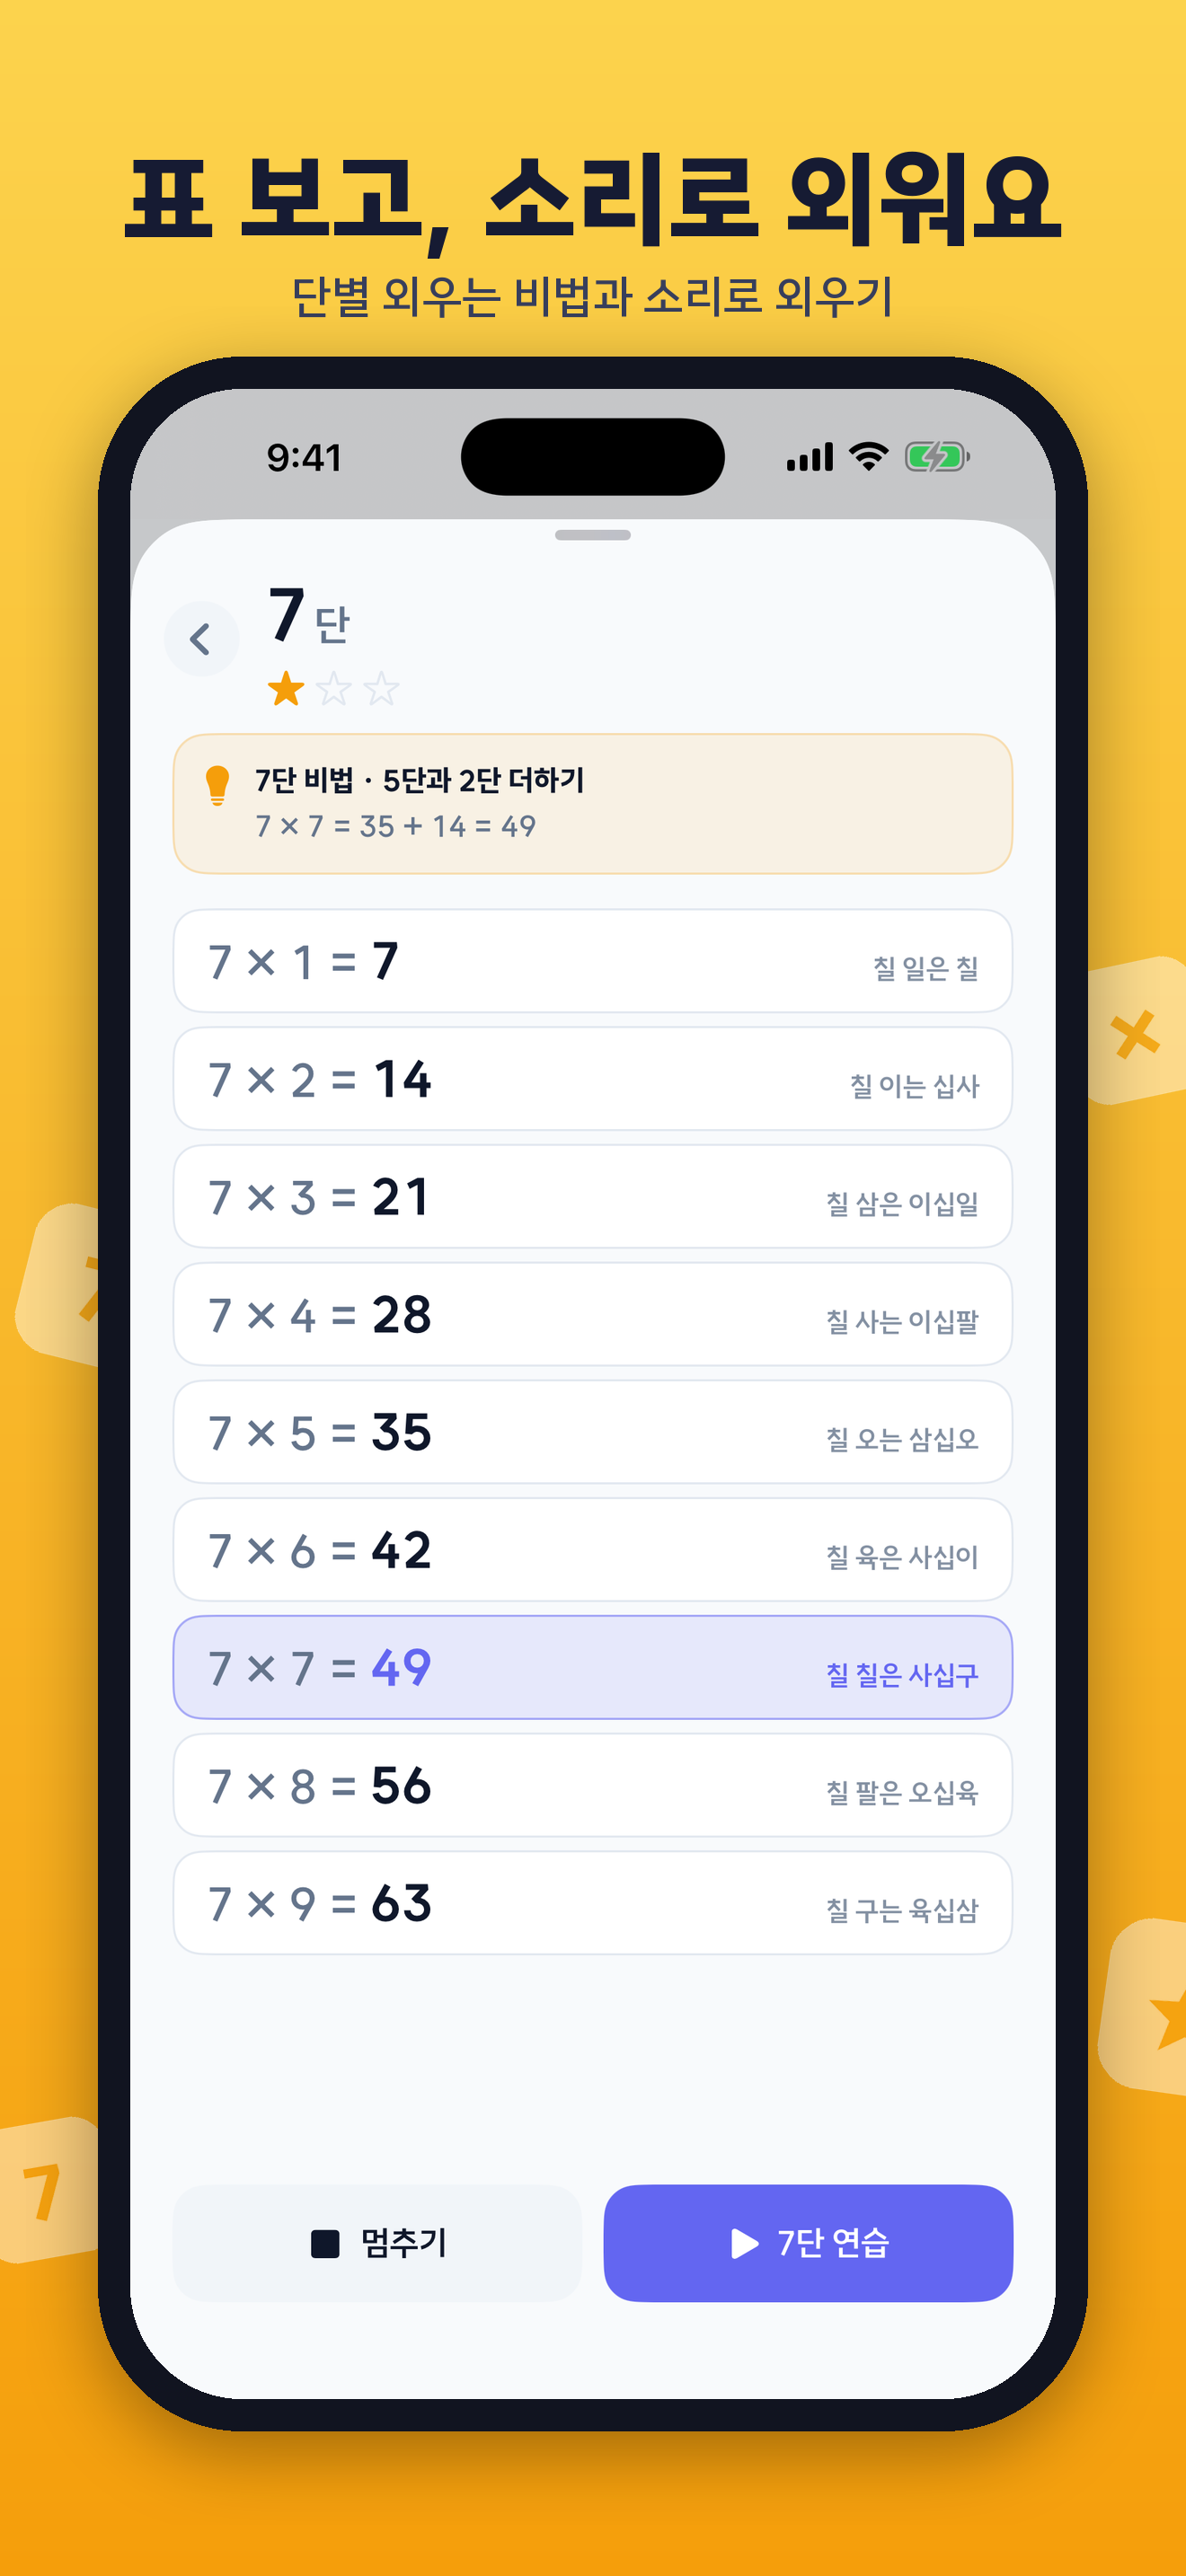 표 보고, 소리로 외워요
단별 외우는 비법과 소리로 외우기
9:41
7 단
7단 비법 · 5단과 2단 더하기
7 × 7 = 35 + 14 = 49
7 × 1 = 7 칠 일은 칠
7 × 2 = 14 칠 이는 십사
7 × 3 = 21 칠 삼은 이십일
7 × 4 = 28 칠 사는 이십팔
7 × 5 = 35 칠 오는 삼십오
7 × 6 = 42 칠 육은 사십이
7 × 7 = 49 칠 칠은 사십구
7 × 8 = 56 칠 팔은 오십육
7 × 9 = 63 칠 구는 육십삼
×
7
7
멈추기 7단 연습